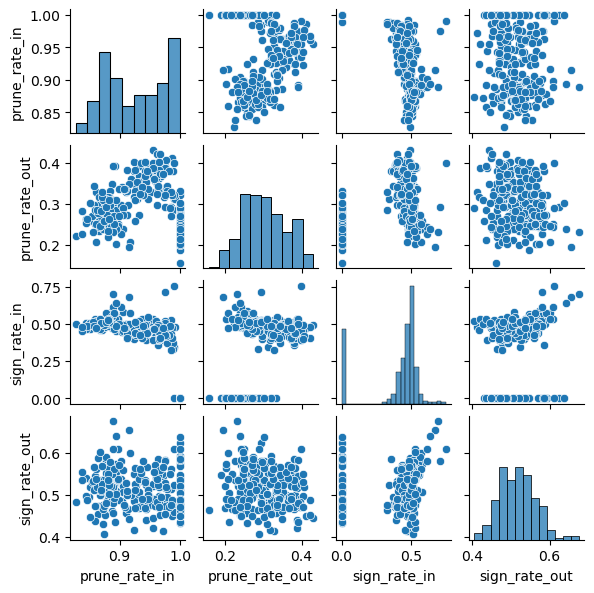 prune_rate_in
1.00
0.95
0.90
0.85
prune_rate_out
0.4
0.3
0.2
sign_rate_in
0.75
0.50
0.25
0.00
sign_rate_out
0.6
0.5
0.4
0.9 1.0 0.2 0.4 0.0 0.5 0.4 0.6
prune_rate_in prune_rate_out sign_rate_in sign_rate_out